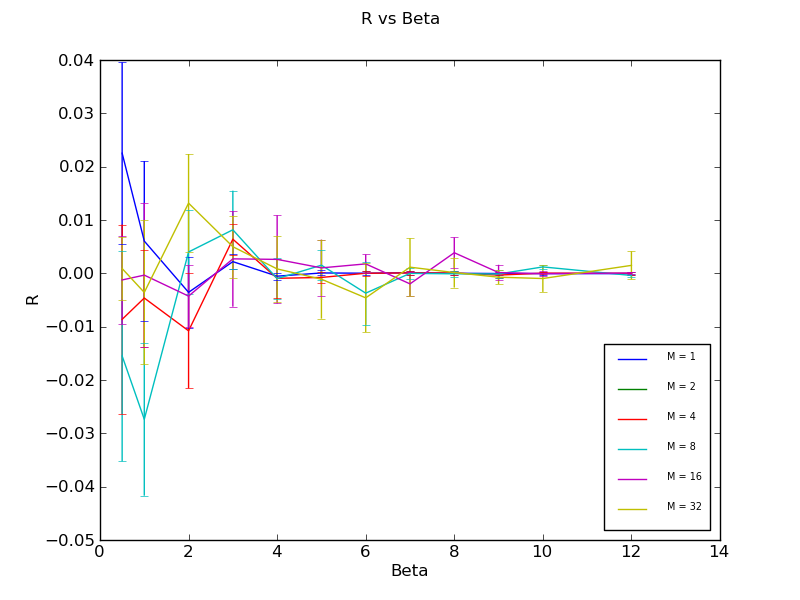 R vs Beta
0.04
0.03
0.02
0.01
0.00
−0.01
−0.02
−0.03
−0.04
−0.05
R
M = 1
M = 2
M = 4
M = 8
M = 16
M = 32
0 2 4 6 8 10 12 14
Beta